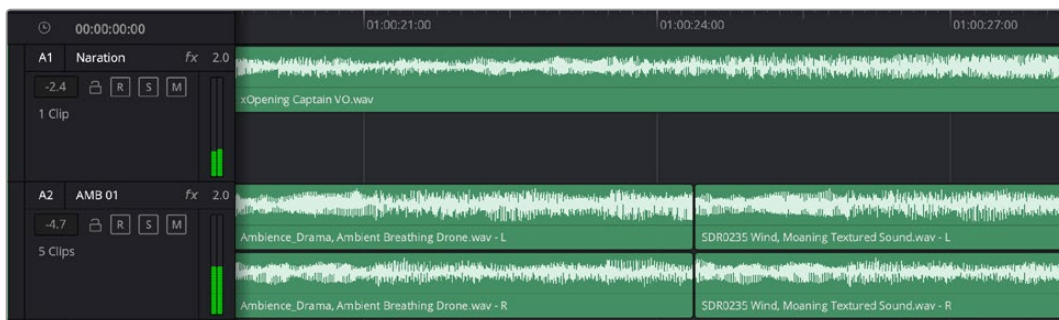 00:00:00:00 01:00:21:00 01:00:24:00 01:00:27:00
A1 Naration fx 2.0
-2.4 R S M
xOpening Captain VO.wav
1 Clip
A2 AMB 01 fx 2.0
-4.7 R S M
Ambience_Drama, Ambient Breathing Drone.wav - L SDR0235 Wind, Moaning Textured Sound.wav - L
5 Clips
Ambience_Drama, Ambient Breathing Drone.wav - R SDR0235 Wind, Moaning Textured Sound.wav - R